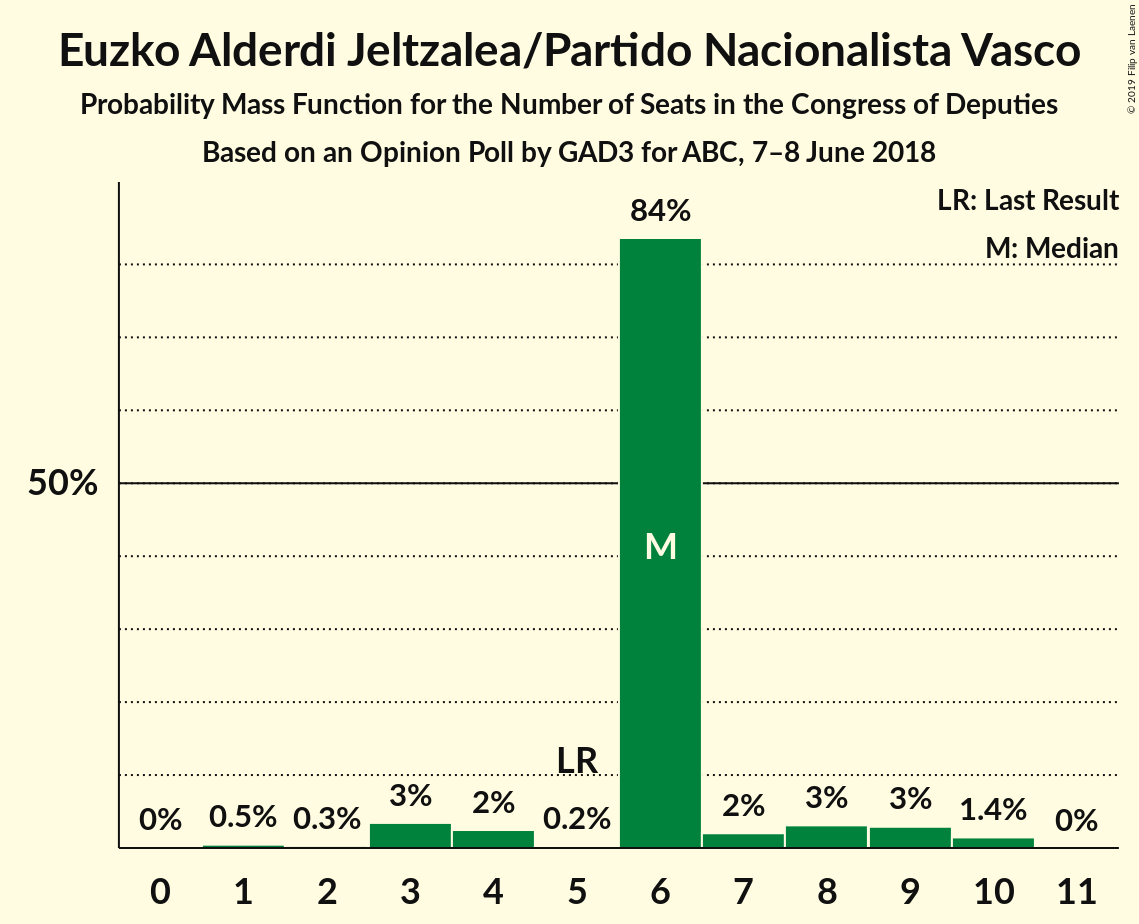 Euzko Alderdi Jeltzalea/Partido Nacionalista Vasco
Probability Mass Function for the Number of Seats in the Congress of Deputies
Based on an Opinion Poll by GAD3 for ABC, 7–8 June 2018
© 2019 Filip van Laenen
LR: Last Result
M: Median
84%
50%
M
LR
0% 0.5% 0.3% 3% 2% 0.2% 2% 3% 3% 1.4% 0%
0 1 2 3 4 5 6 7 8 9 10 11